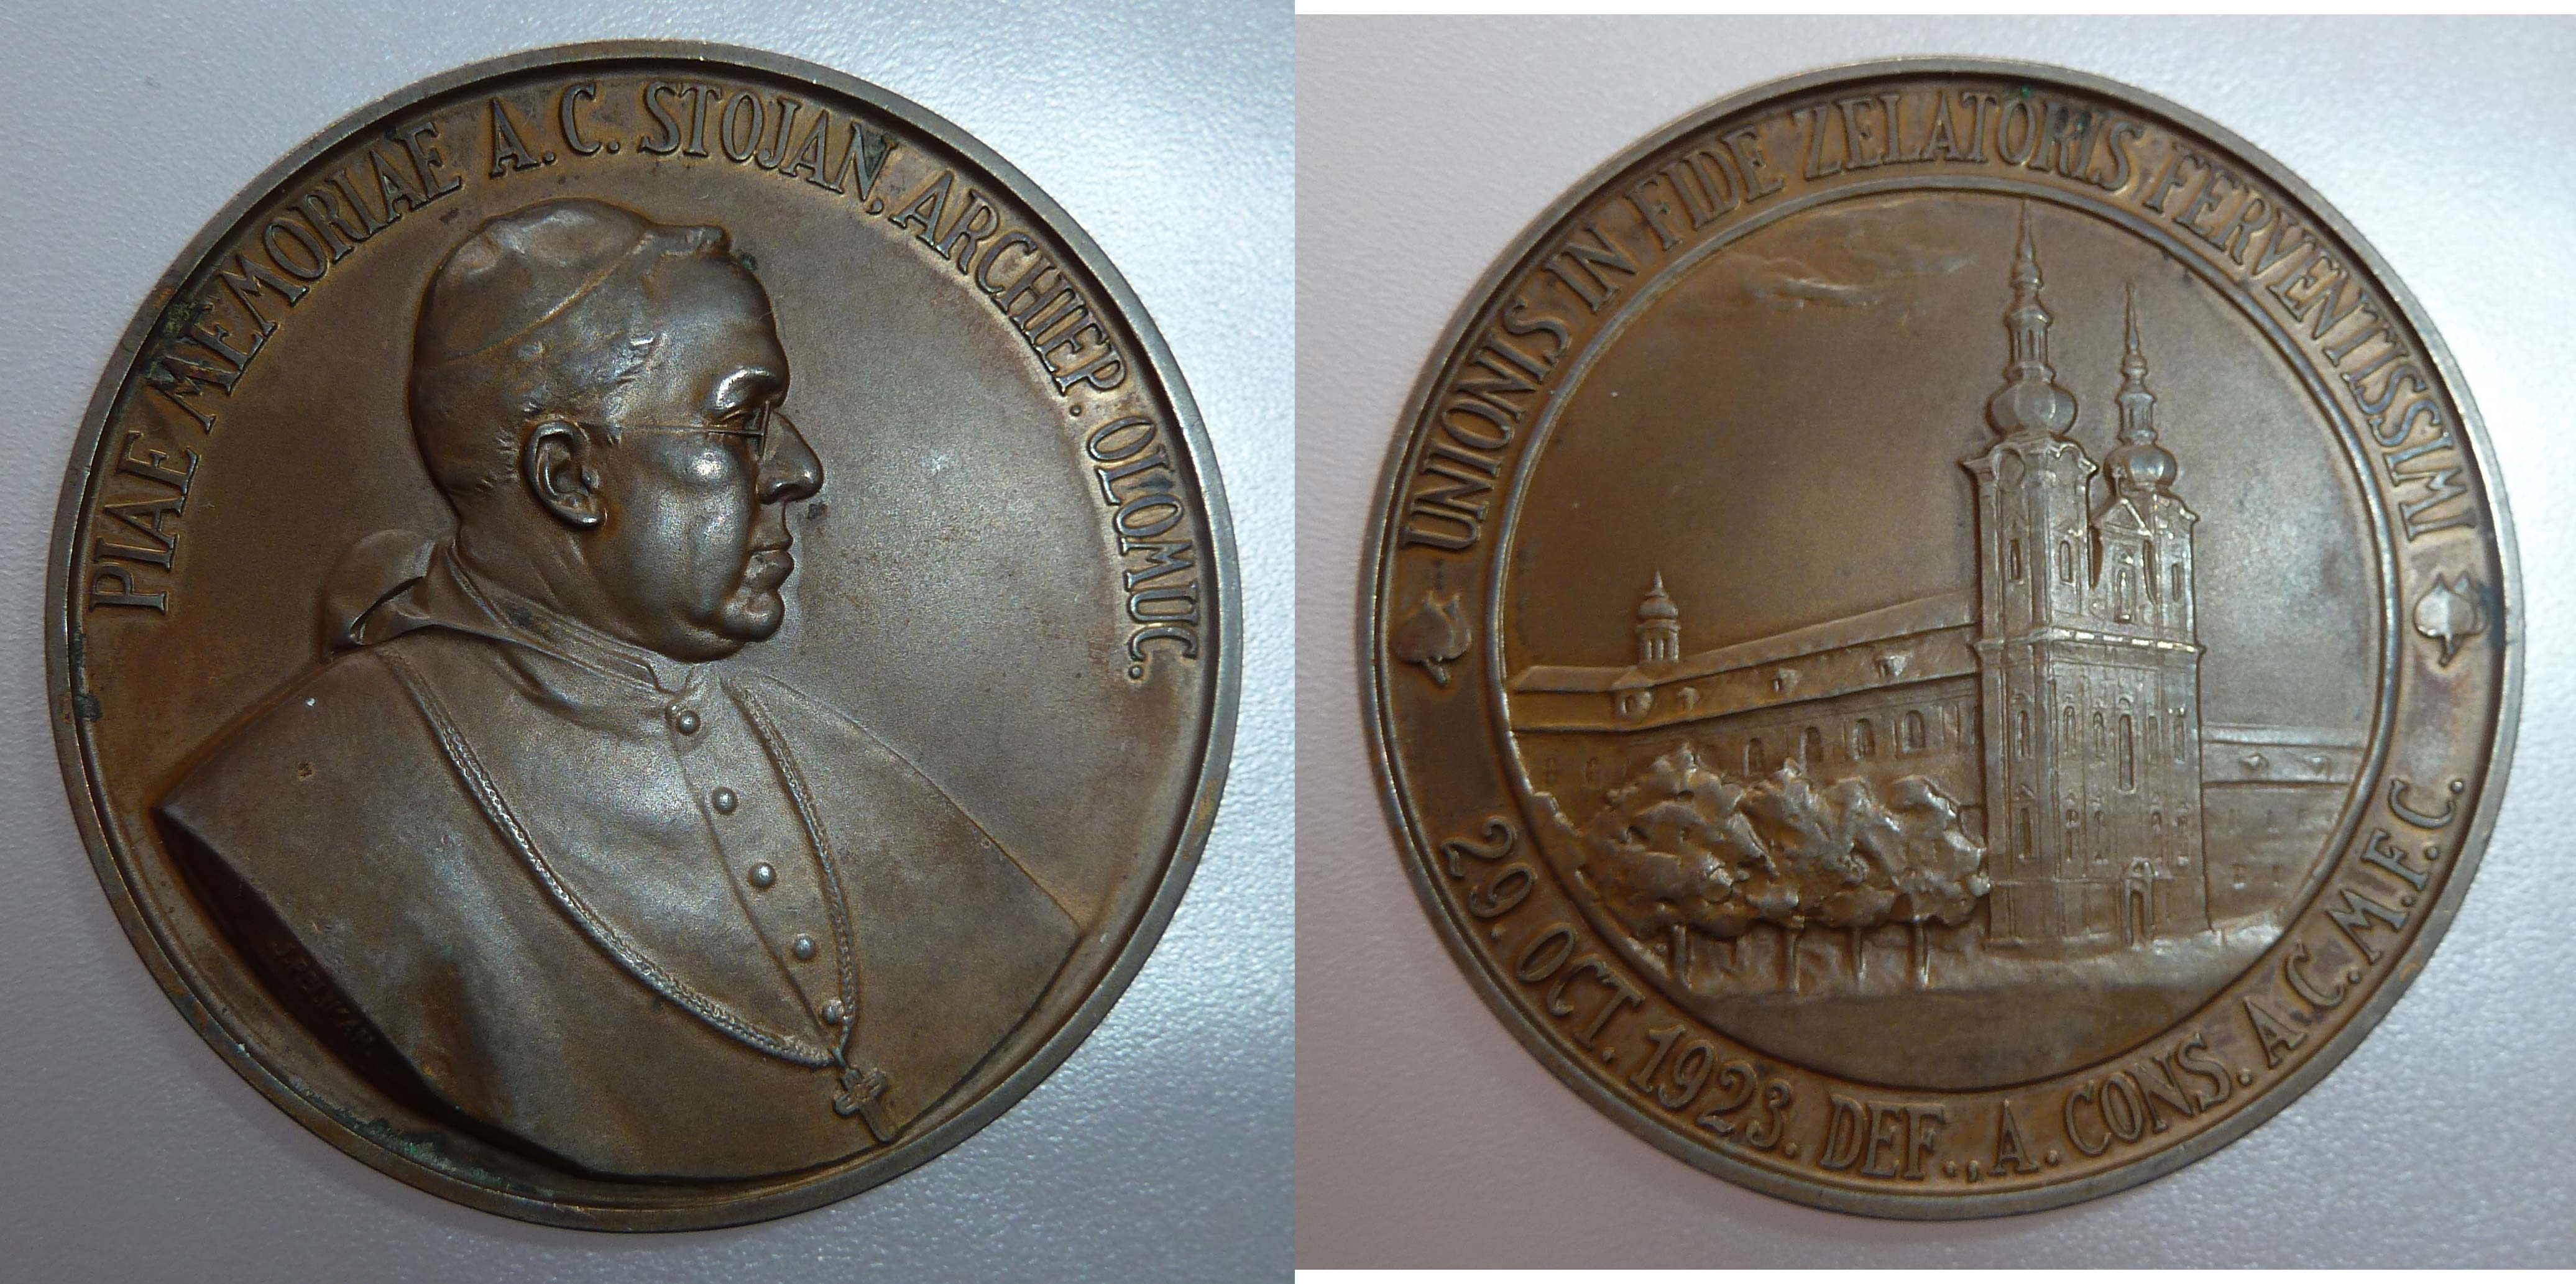 PIAE MEMORIAE A. C. STOJAN, ARCHIEP. OLOMUC.
UNIONIS IN FIDE ZELATORIS FERVENTISSIMI
29. OCT. 1923. DEF., A. CONS. A. C. M. F. C.